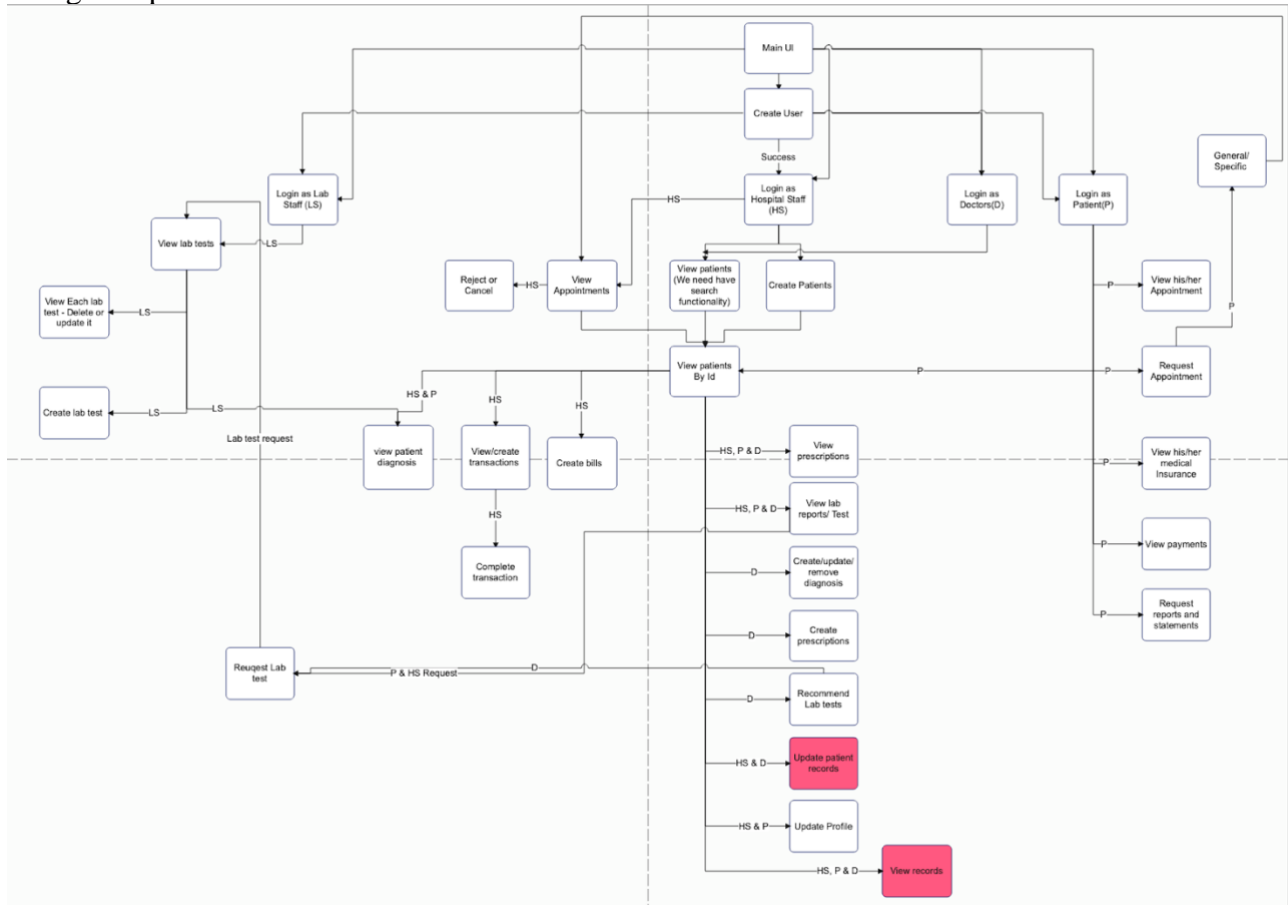 Main UI
Create User
Success
General/
Specific
Login as Lab
Staff (LS)
Login as
Hospital Staff
(HS)
Login as
Doctors(D)
Login as
Patient(P)
HS
View lab tests
LS
Reject or
Cancel
HS
View
Appointments
View patients
(We need have
search
functionality)
Create Patients
P
View his/her
Appointment
P
View Each lab
test - Delete or
update it
LS
View patients
By Id
P
P
Request
Appointment
HS & P
HS
HS
Create lab test
LS
LS
Lab test request
view patient
diagnosis
View/create
transactions
Create bills
HS, P & D
View
prescriptions
P
View his/her
medical
Insurance
HS
HS, P & D
View lab
reports/ Test
P
View payments
Complete
transaction
D
Create/update/
remove
diagnosis
P
Request
reports and
statements
D
Create
prescriptions
Reuqest Lab
test
D
P & HS Request
D
Recommend
Lab tests
HS & D
Update patient
records
HS & P
Update Profile
HS, P & D
View records